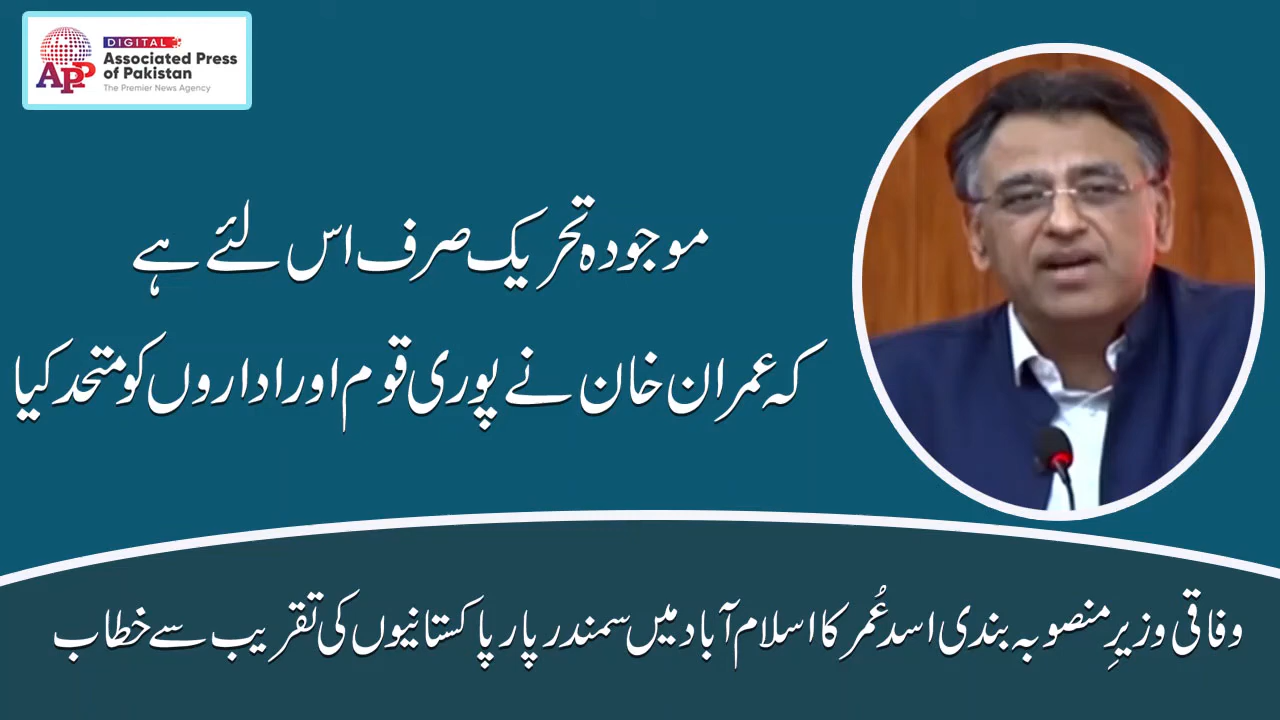 DIGITAL
APP
Associated Press
of Pakistan
The Premier News Agency
موجودہ تحریک صرف اس لئے ہے
کہ عمران خان نے پوری قوم اور اداروں کو متحد کیا
وفاقی وزیرِ منصوبہ بندی اسد عُمر کا اسلام آباد میں سمندر پار پاکستانیوں کی تقریب سے خطاب